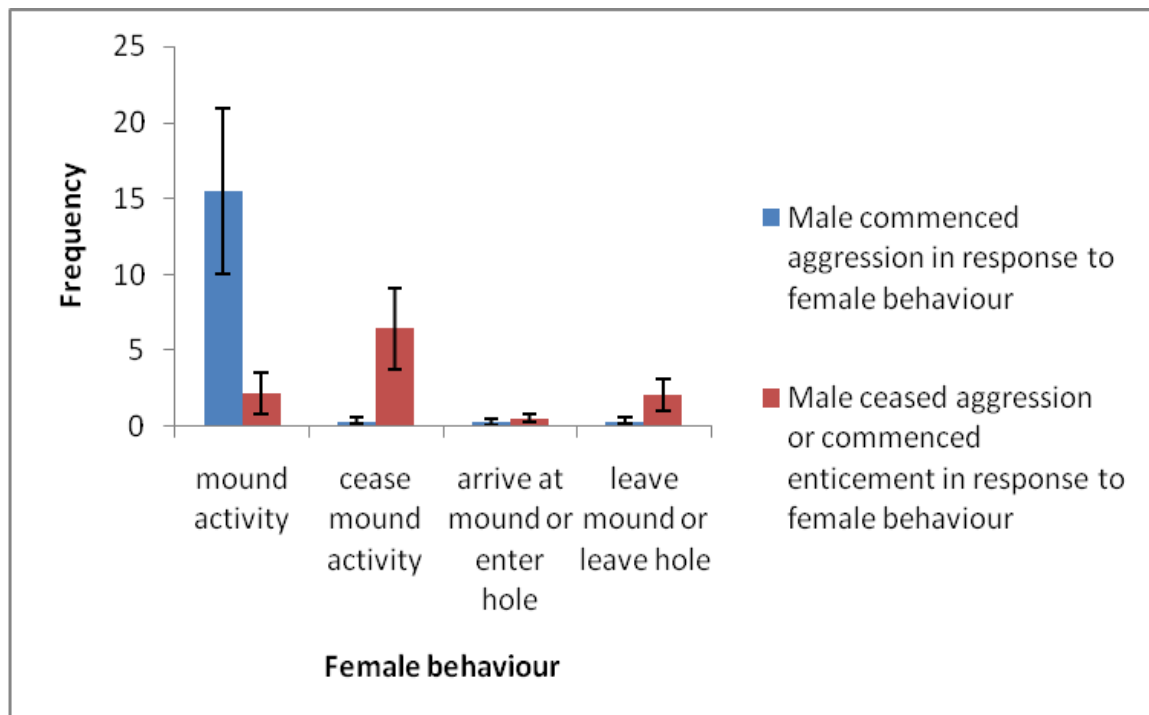 25
20
15
10
5
0
Frequency
mound
activity
cease
mound
activity
arrive at
mound or
enter
hole
leave
mound or
leave hole
Female behaviour
Male commenced
aggression in response to
female behaviour
Male ceased aggression
or commenced
enticement in response to
female behaviour